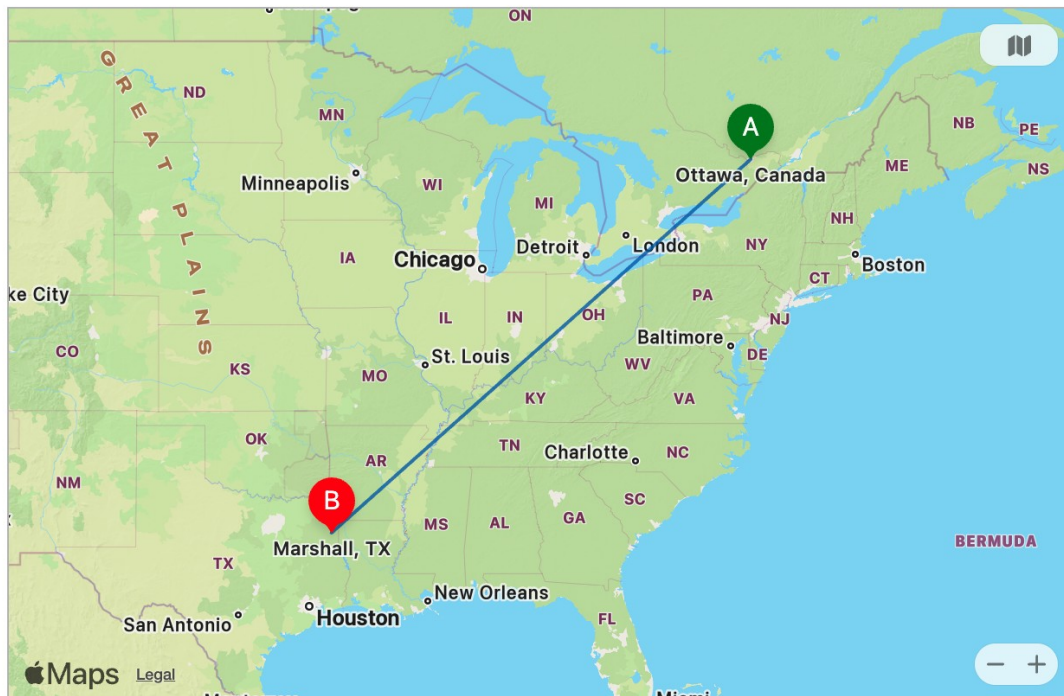 ON
GREAT PLAINS
ND
MN
A
NB
PE
Ottawa, Canada
ME
NS
Minneapolis
WI
MI
NH
Detroit
London
NY
IA
Chicago
Boston
CT
ke City
PA
IL
IN
OH
NJ
Baltimore
DE
CO
St. Louis
WV
KS
MO
KY
VA
OK
TN
NC
AR
Charlotte
NM
SC
B
MS
AL
GA
Marshall, TX
BERMUDA
TX
New Orleans
Houston
FL
San Antonio
Maps
Legal
Miami
− +